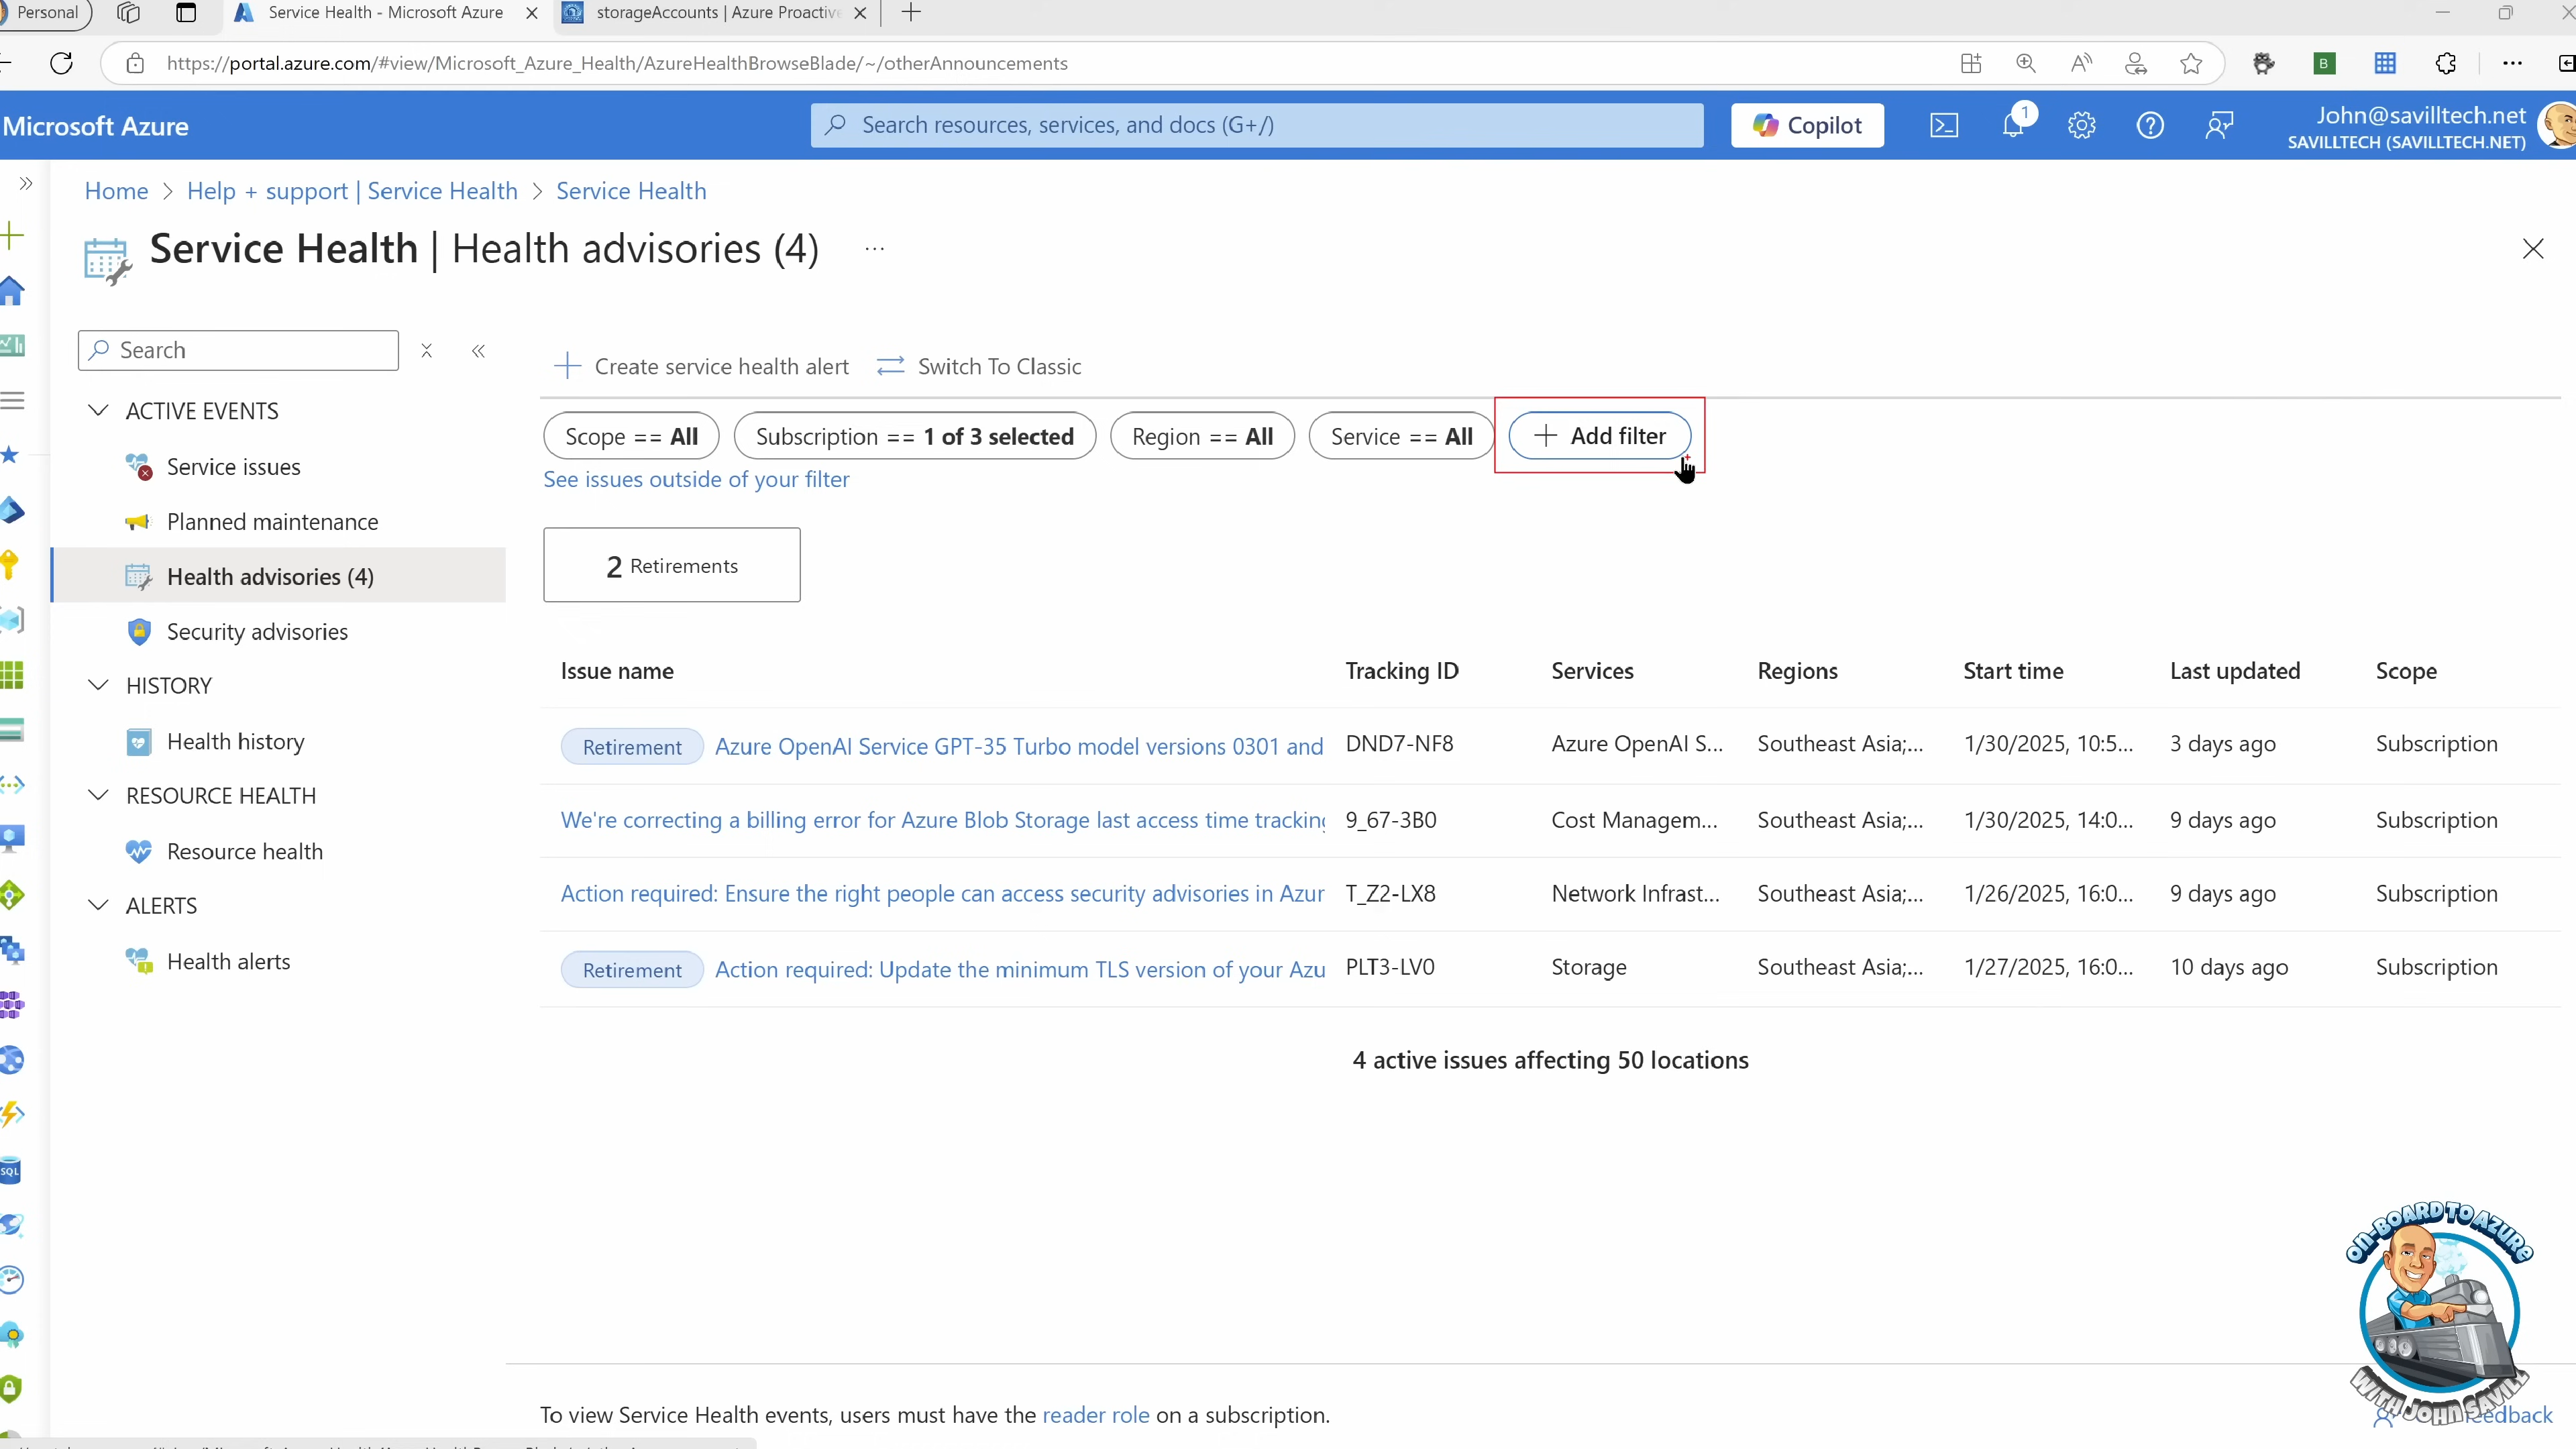 Personal
Service Health - Microsoft Azure
storageAccounts | Azure Proactive
https://portal.azure.com/#view/Microsoft_Azure_Health/AzureHealthBrowseBlade/~/otherAnnouncements
B
Microsoft Azure
Search resources, services, and docs (G+/)
Copilot
1
John@savilltech.net
SAVILLTECH (SAVILLTECH.NET)
Home > Help + support | Service Health > Service Health
Service Health | Health advisories (4) ...
Search
Create service health alert
Switch To Classic
ACTIVE EVENTS
Service issues
Planned maintenance
Health advisories (4)
Security advisories
HISTORY
Health history
RESOURCE HEALTH
Resource health
ALERTS
Health alerts
SQL
Scope == All
Subscription == 1 of 3 selected
Region == All
Service == All
Add filter
See issues outside of your filter
2 Retirements
Issue name Tracking ID Services Regions Start time Last updated Scope
Retirement Azure OpenAI Service GPT-35 Turbo model versions 0301 and DND7-NF8 Azure OpenAI S... Southeast Asia;... 1/30/2025, 10:5... 3 days ago Subscription
We're correcting a billing error for Azure Blob Storage last access time tracking 9_67-3B0 Cost Managem... Southeast Asia;... 1/30/2025, 14:0... 9 days ago Subscription
Action required: Ensure the right people can access security advisories in Azur T_Z2-LX8 Network Infrast... Southeast Asia;... 1/26/2025, 16:0... 9 days ago Subscription
Retirement Action required: Update the minimum TLS version of your Azu PLT3-LV0 Storage Southeast Asia;... 1/27/2025, 16:0... 10 days ago Subscription
4 active issues affecting 50 locations
To view Service Health events, users must have the reader role on a subscription.
ON-BOARD TO AZURE
WITH JOHN SAVILL
edback